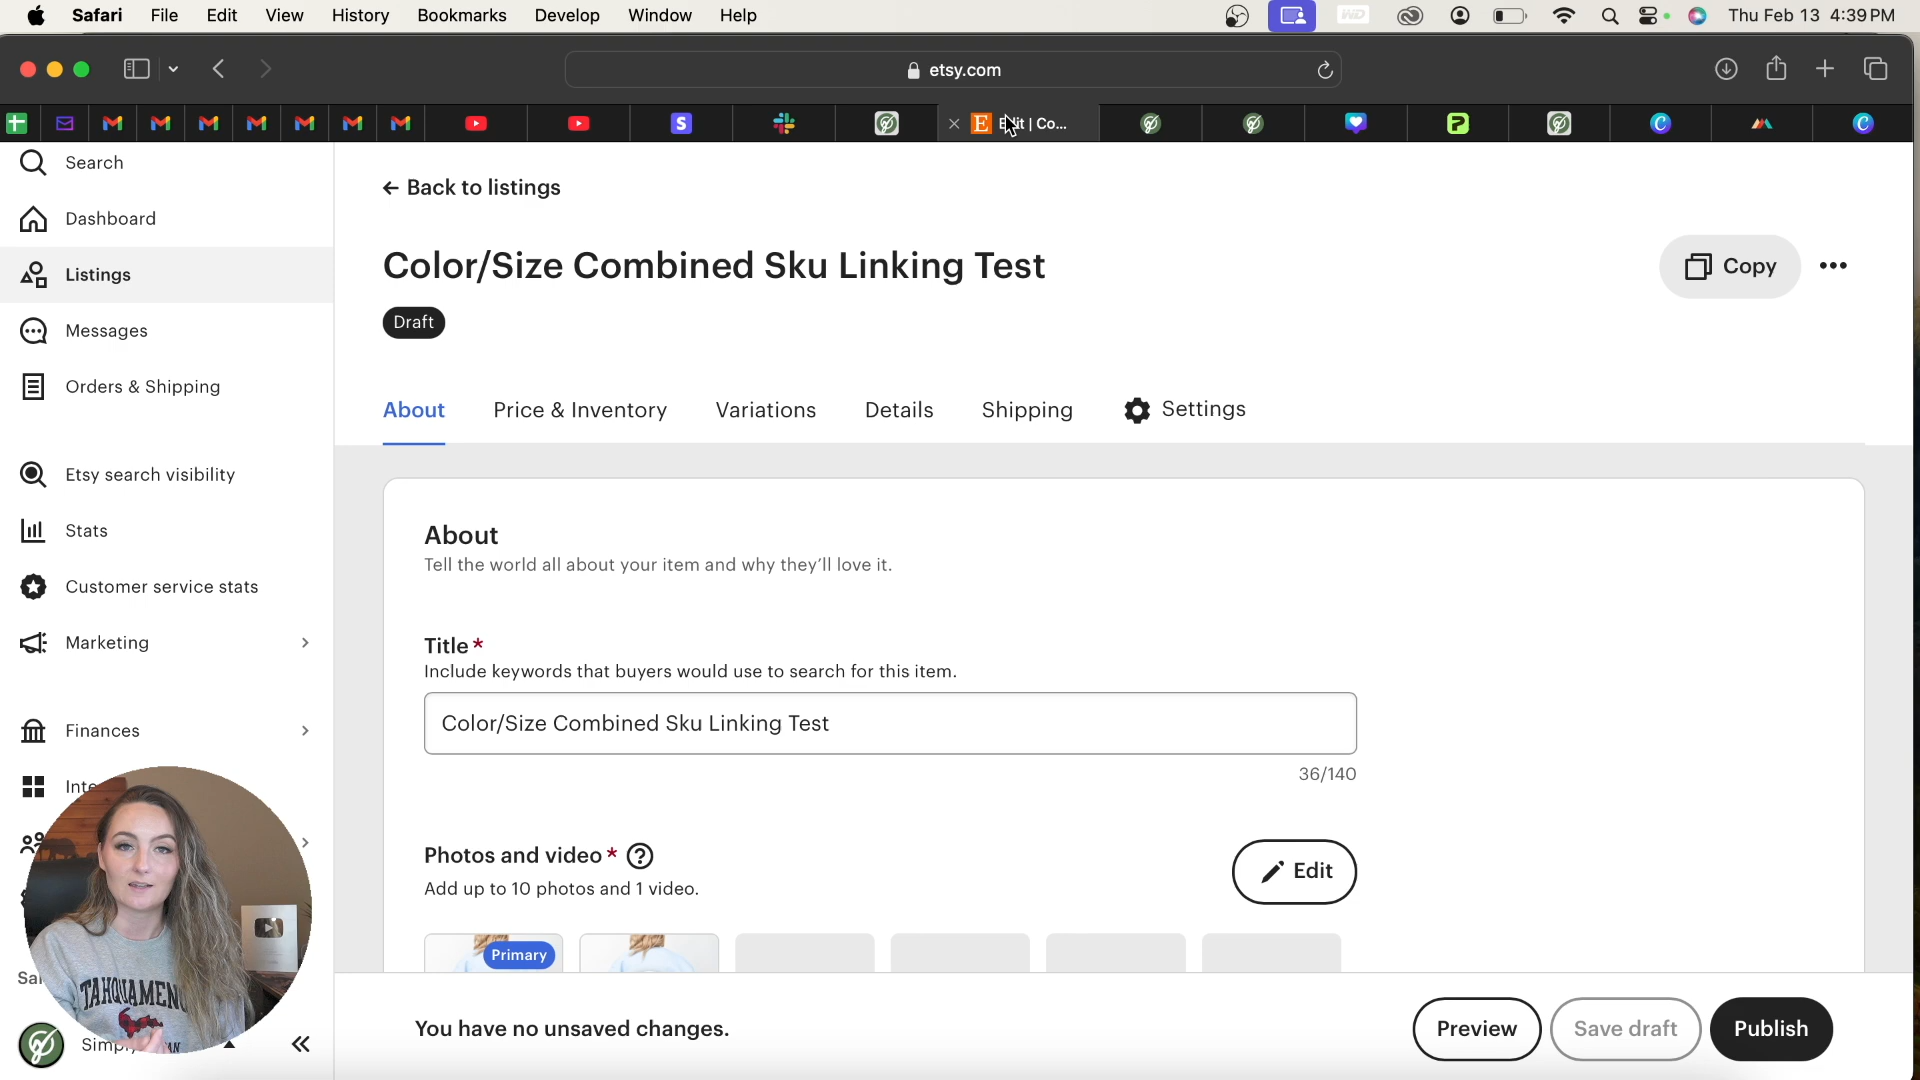 Safari File Edit View History Bookmarks Develop Window Help
Thu Feb 13 4:39 PM
etsy.com
Search
Dashboard
Listings
Messages
Orders & Shipping
Etsy search visibility
Stats
Customer service stats
Marketing
Finances
← Back to listings
Color/Size Combined Sku Linking Test
Copy
Draft
About Price & Inventory Variations Details Shipping Settings
About
Tell the world all about your item and why they'll love it.
Title *
Include keywords that buyers would use to search for this item.
Color/Size Combined Sku Linking Test
36/140
Photos and video *
Add up to 10 photos and 1 video.
Edit
Primary
You have no unsaved changes.
Preview
Save draft
Publish